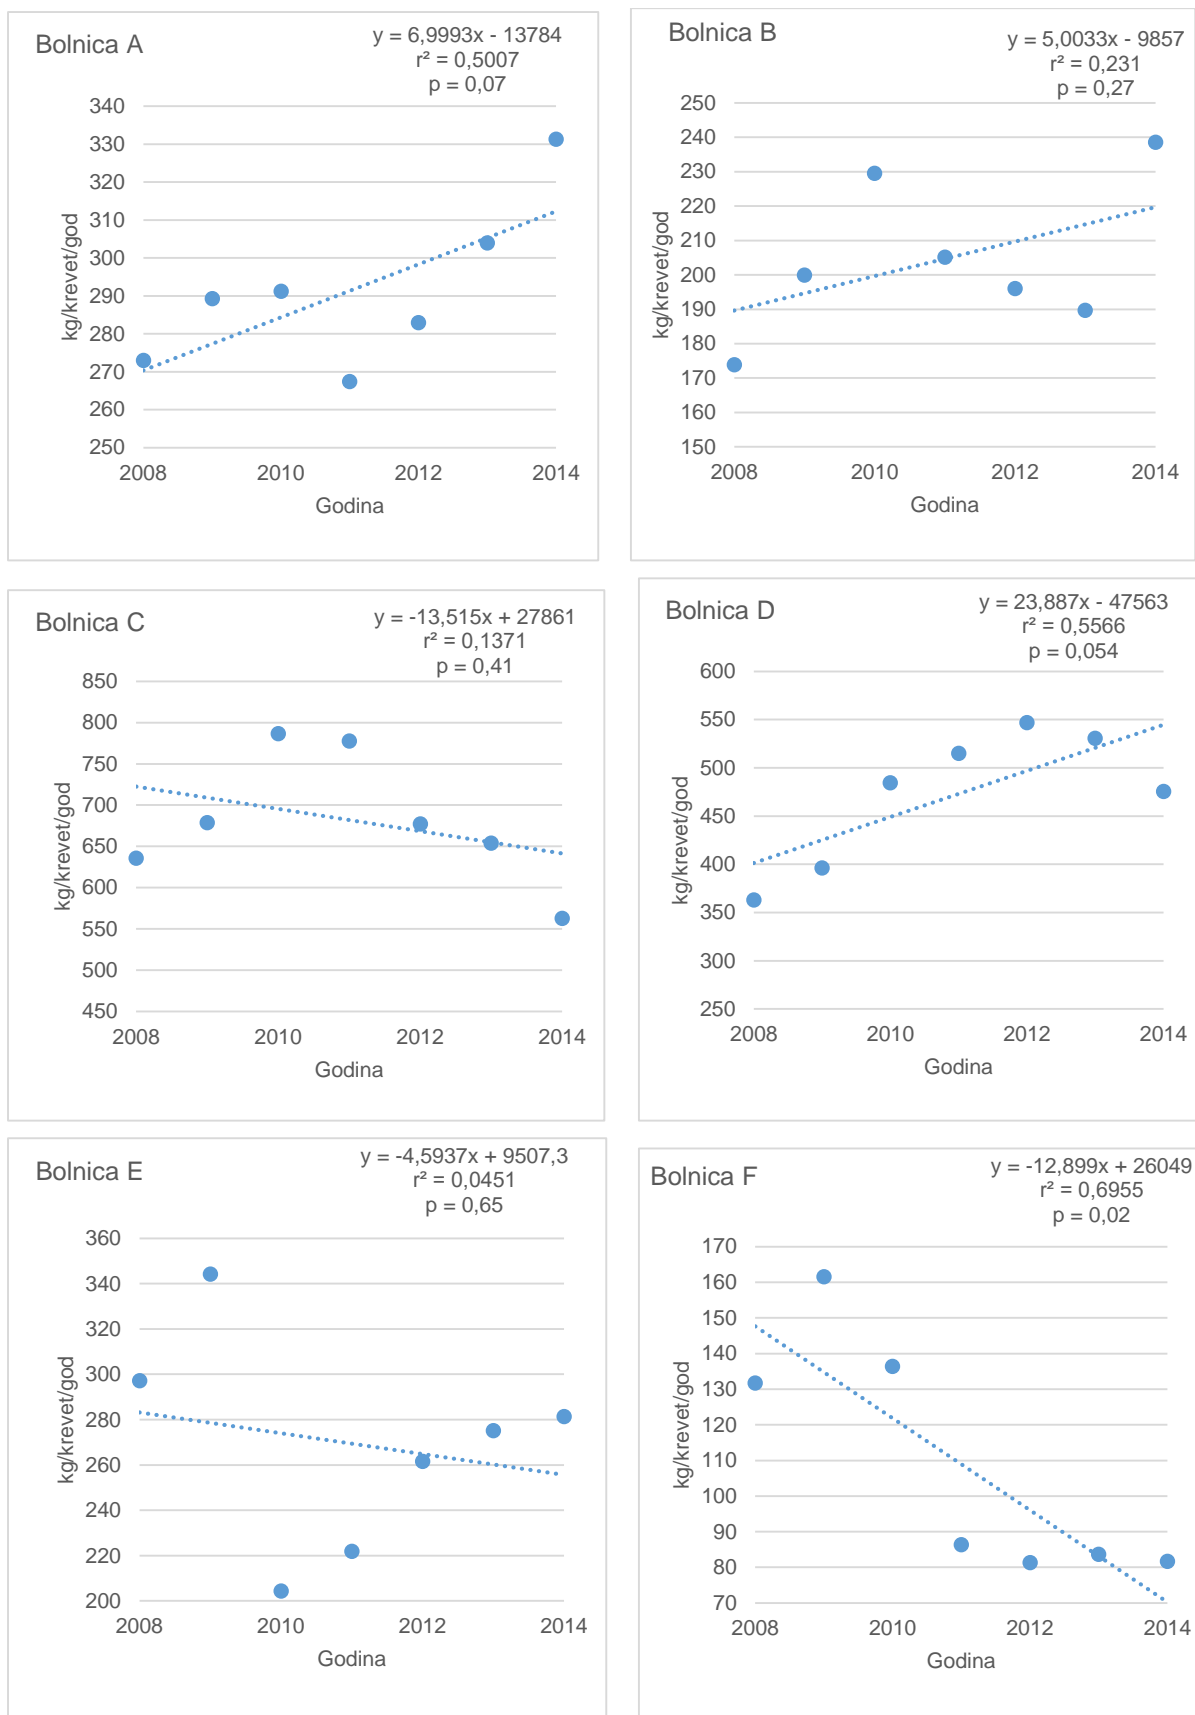 Bolnica A
y = 6,9993x - 13784
r² = 0,5007
p = 0,07
340
330
320
310
300
290
280
270
260
250
kg/krevet/god
2008 2010 2012 2014
Godina
Bolnica B
y = 5,0033x - 9857
r² = 0,231
p = 0,27
250
240
230
220
210
200
190
180
170
160
150
kg/krevet/god
2008 2010 2012 2014
Godina
Bolnica C
y = -13,515x + 27861
r² = 0,1371
p = 0,41
850
800
750
700
650
600
550
500
450
kg/krevet/god
2008 2010 2012 2014
Godina
Bolnica D
y = 23,887x - 47563
r² = 0,5566
p = 0,054
600
550
500
450
400
350
300
250
kg/krevet/god
2008 2010 2012 2014
Godina
Bolnica E
y = -4,5937x + 9507,3
r² = 0,0451
p = 0,65
360
340
320
300
280
260
240
220
200
kg/krevet/god
2008 2010 2012 2014
Godina
Bolnica F
y = -12,899x + 26049
r² = 0,6955
p = 0,02
170
160
150
140
130
120
110
100
90
80
70
kg/krevet/god
2008 2010 2012 2014
Godina